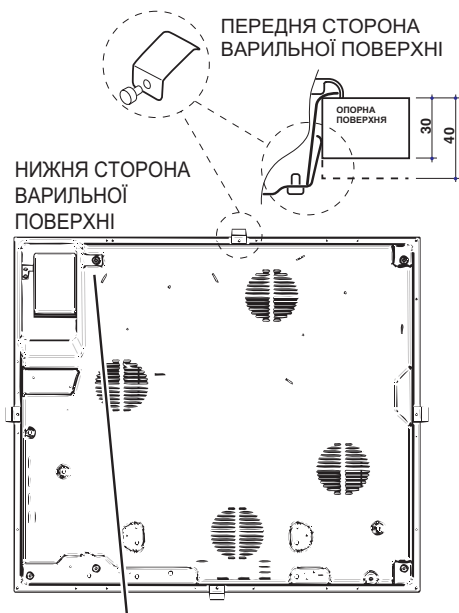 ПЕРЕДНЯ СТОРОНА
ВАРИЛЬНОЇ ПОВЕРХНІ
ОПОРНА
ПОВЕРХНЯ
30
40
НИЖНЯ СТОРОНА
ВАРИЛЬНОЇ
ПОВЕРХНІ